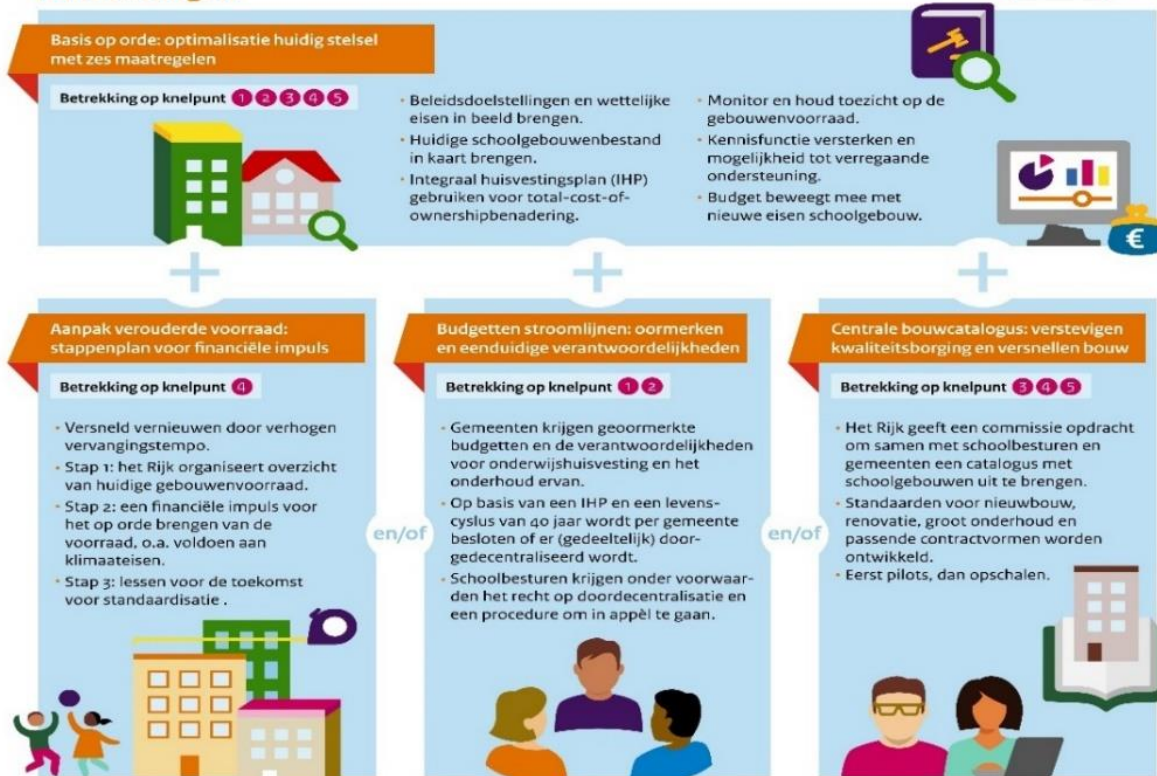 Basis op orde: optimalisatie huidig stelsel
met zes maatregelen
Betrekking op knelpunt 1 2 3 4 5
• Beleidsdoelstellingen en wettelijke
eisen in beeld brengen.
• Huidige schoolgebouwenbestand
in kaart brengen.
• Integraal huisvestingsplan (IHP)
gebruiken voor total-cost-of-
ownershipbenadering.
• Monitor en houd toezicht op de
gebouwenvoorraad.
• Kennisfunctie versterken en
mogelijkheid tot verregaande
ondersteuning.
• Budget beweegt mee met
nieuwe eisen schoolgebouw.
€
+
+
+
Aanpak verouderde voorraad:
stappenplan voor financiële impuls
Betrekking op knelpunt 4
• Versneld vernieuwen door verhogen
vervangingstempo.
• Stap 1: het Rijk organiseert overzicht
van huidige gebouwenvoorraad.
• Stap 2: een financiële impuls voor
het op orde brengen van de
voorraad, o.a. voldoen aan
klimaateisen.
• Stap 3: lessen voor de toekomst
voor standaardisatie .
en/of
Budgetten stroomlijnen: oormerken
en eenduidige verantwoordelijkheden
Betrekking op knelpunt 1 2
• Gemeenten krijgen geoormerkte
budgetten en de verantwoordelijkheden
voor onderwijshuisvesting en het
onderhoud ervan.
• Op basis van een IHP en een levens-
cyclus van 40 jaar wordt per gemeente
besloten of er (gedeeltelijk) door-
gedecentraliseerd wordt.
• Schoolbesturen krijgen onder voorwaar-
den het recht op doordecentralisatie en
een procedure om in appèl te gaan.
en/of
Centrale bouwcatalogus: verstevigen
kwaliteitsborging en versnellen bouw
Betrekking op knelpunt 3 4 5
• Het Rijk geeft een commissie opdracht
om samen met schoolbesturen en
gemeenten een catalogus met
schoolgebouwen uit te brengen.
• Standaarden voor nieuwbouw,
renovatie, groot onderhoud en
passende contractvormen worden
ontwikkeld.
• Eerst pilots, dan opschalen.